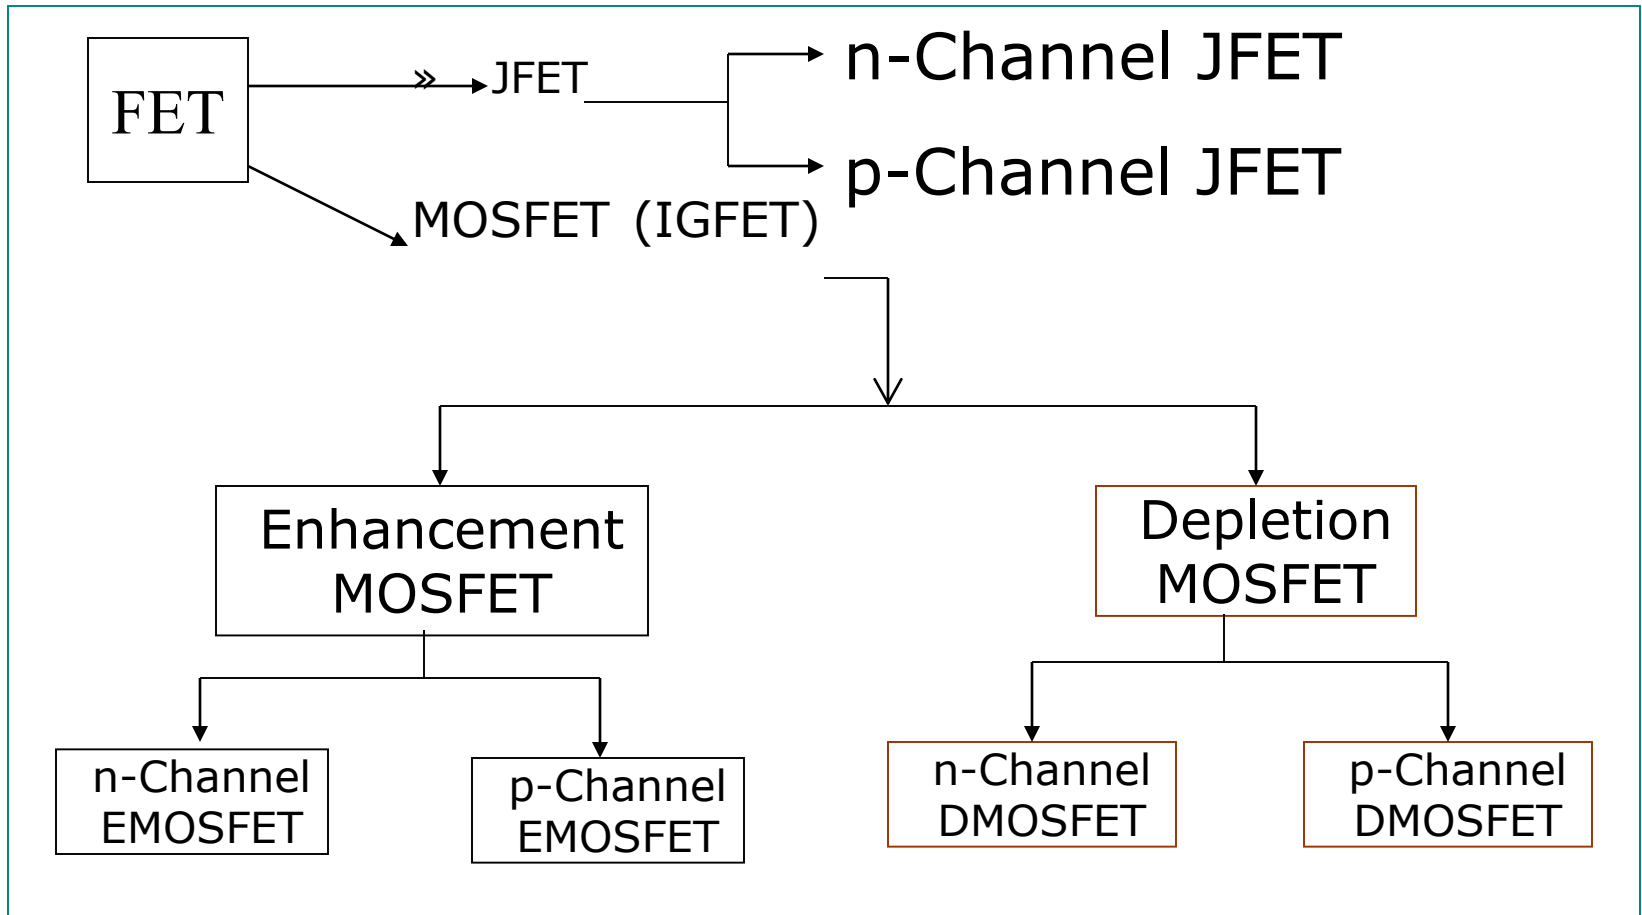 FET
» JFET
n-Channel JFET
p-Channel JFET
MOSFET (IGFET)
Enhancement
MOSFET
Depletion
MOSFET
n-Channel
EMOSFET
p-Channel
EMOSFET
n-Channel
DMOSFET
p-Channel
DMOSFET